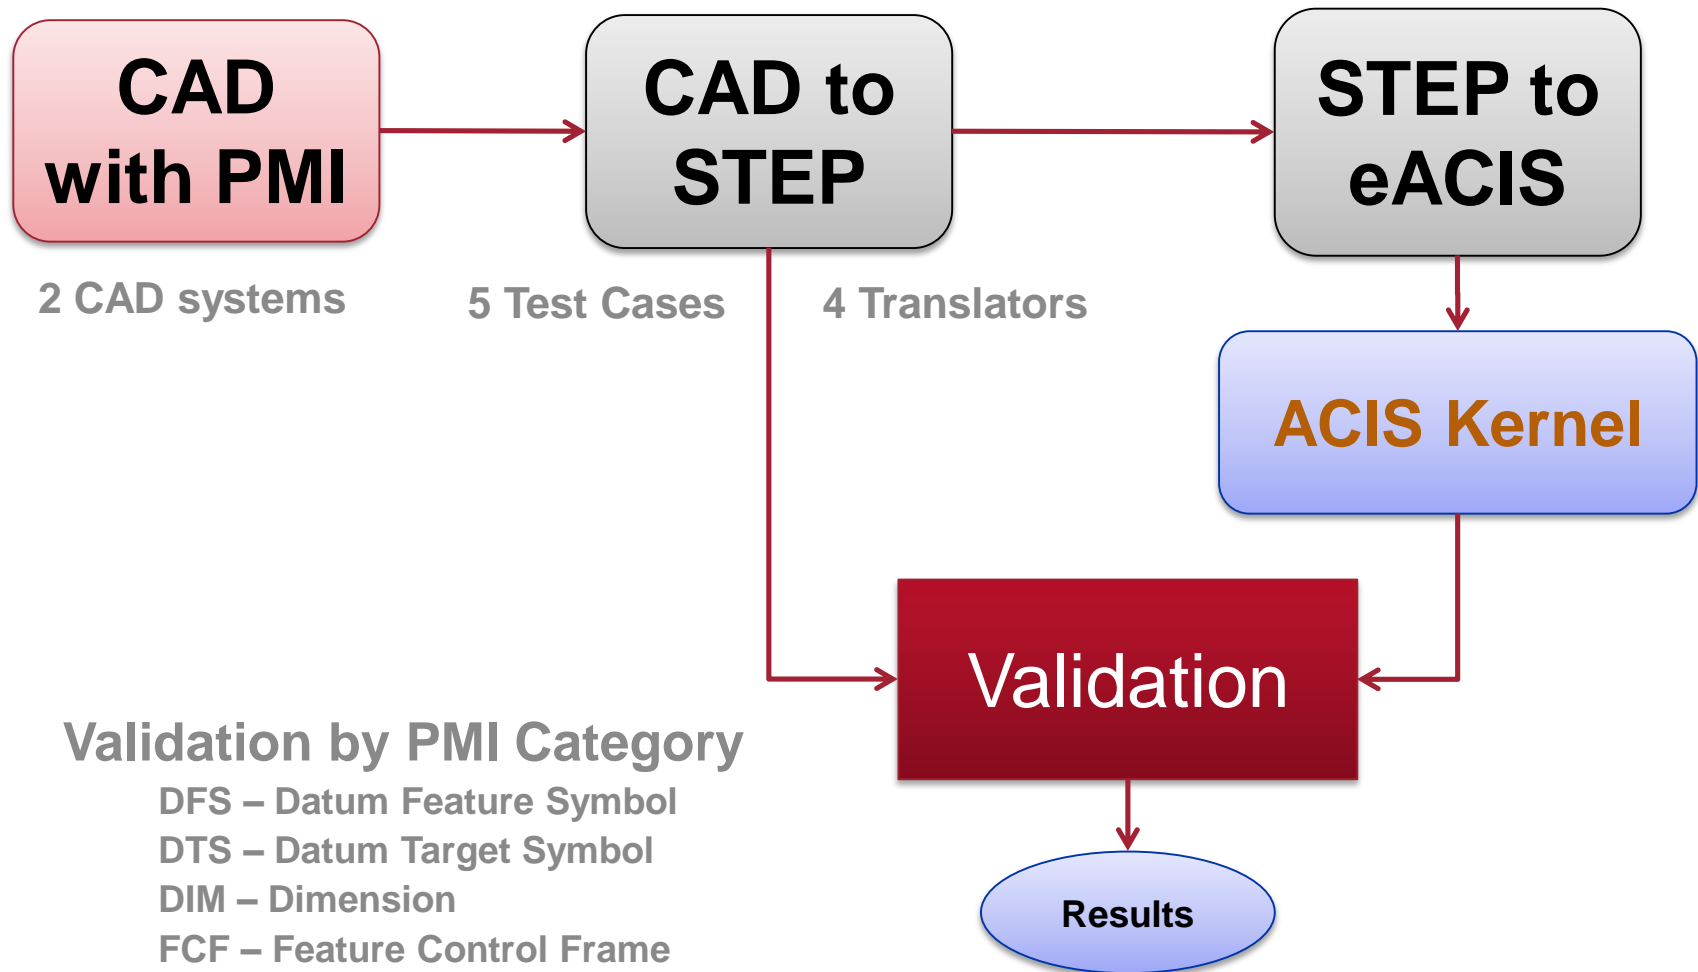 CAD
with PMI
CAD to
STEP
STEP to
eACIS
2 CAD systems
5 Test Cases
4 Translators
ACIS Kernel
Validation
Validation by PMI Category
DFS – Datum Feature Symbol
DTS – Datum Target Symbol
DIM – Dimension
FCF – Feature Control Frame
Results